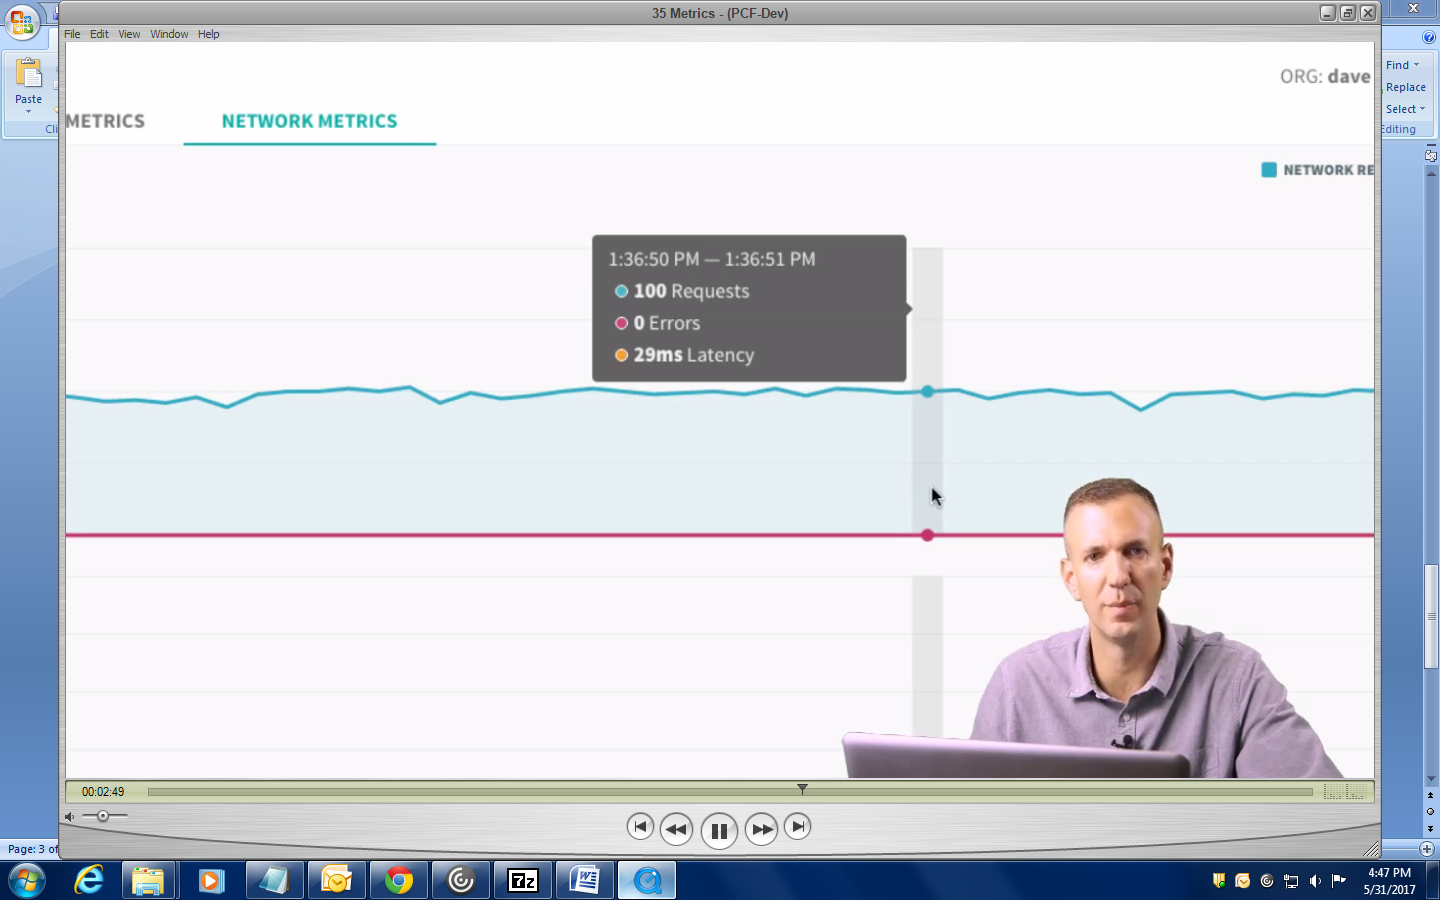 35 Metrics - (PCF-Dev)
File Edit View Window Help
Find
Paste
Replace
ORG: dave
Select
METRICS NETWORK METRICS
Editing
NETWORK RE
1:36:50 PM — 1:36:51 PM
100 Requests
0 Errors
29ms Latency
00:02:49
Page: 3 of
7z
4:47 PM
5/31/2017